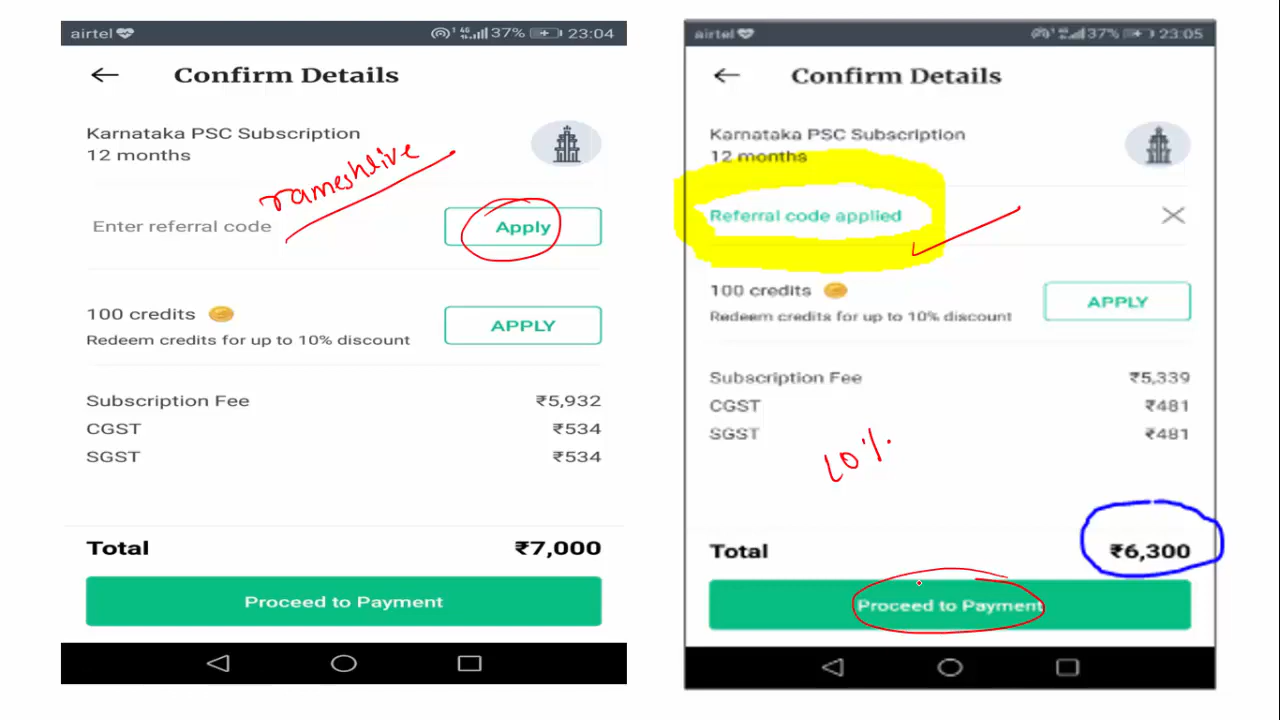 airtel 4G 37% 23:04
Confirm Details
Karnataka PSC Subscription
12 months
rameshlive
Enter referral code Apply
100 credits APPLY
Redeem credits for up to 10% discount
Subscription Fee ₹5,932
CGST ₹534
SGST ₹534
Total ₹7,000
Proceed to Payment
airtel 37% 23:05
Confirm Details
Karnataka PSC Subscription
12 months
Referral code applied
100 credits APPLY
Redeem credits for up to 10% discount
Subscription Fee ₹5,339
CGST ₹481
SGST ₹481
10%
Total ₹6,300
Proceed to Payment